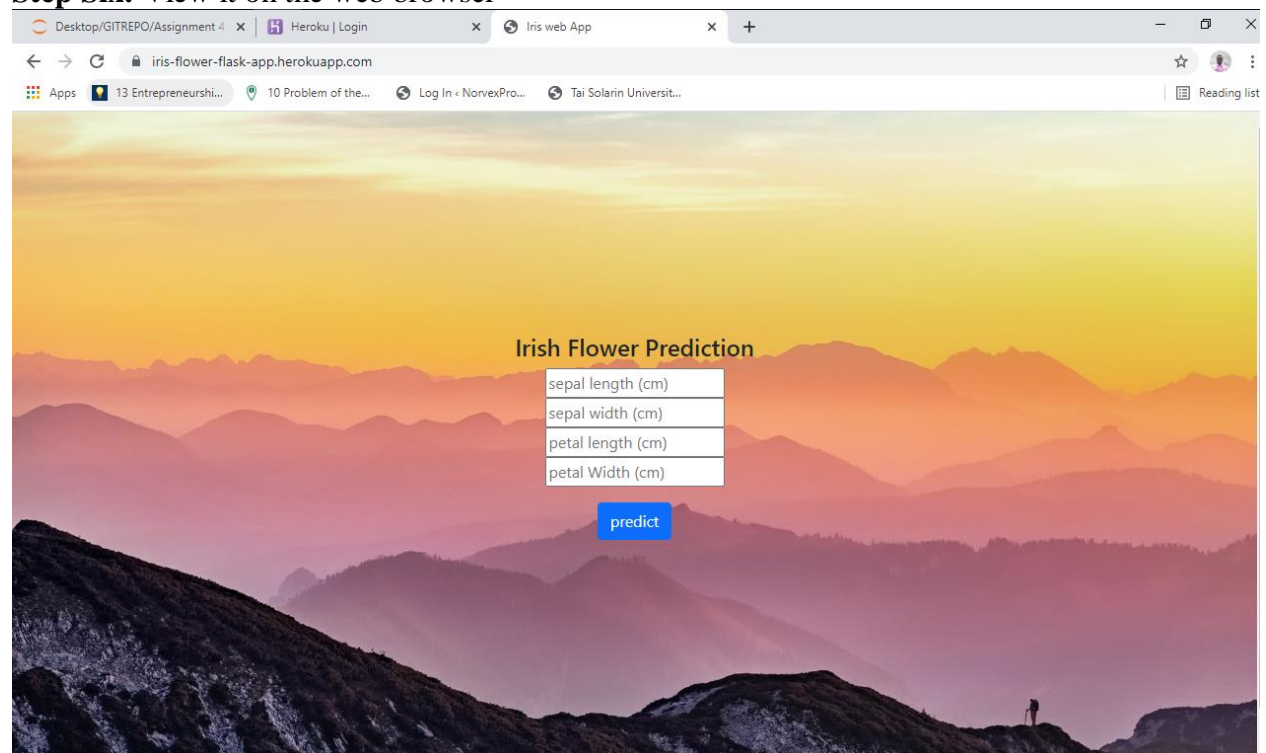 Step Six: View it on the web browser
Desktop/GITREPO/Assignment 4
Heroku | Login
Iris web App
iris-flower-flask-app.herokuapp.com
Apps
13 Entrepreneurshi...
10 Problem of the...
Log In ‹ NorvexPro...
Tai Solarin Universit...
Reading list
Irish Flower Prediction
sepal length (cm)
sepal width (cm)
petal length (cm)
petal Width (cm)
predict